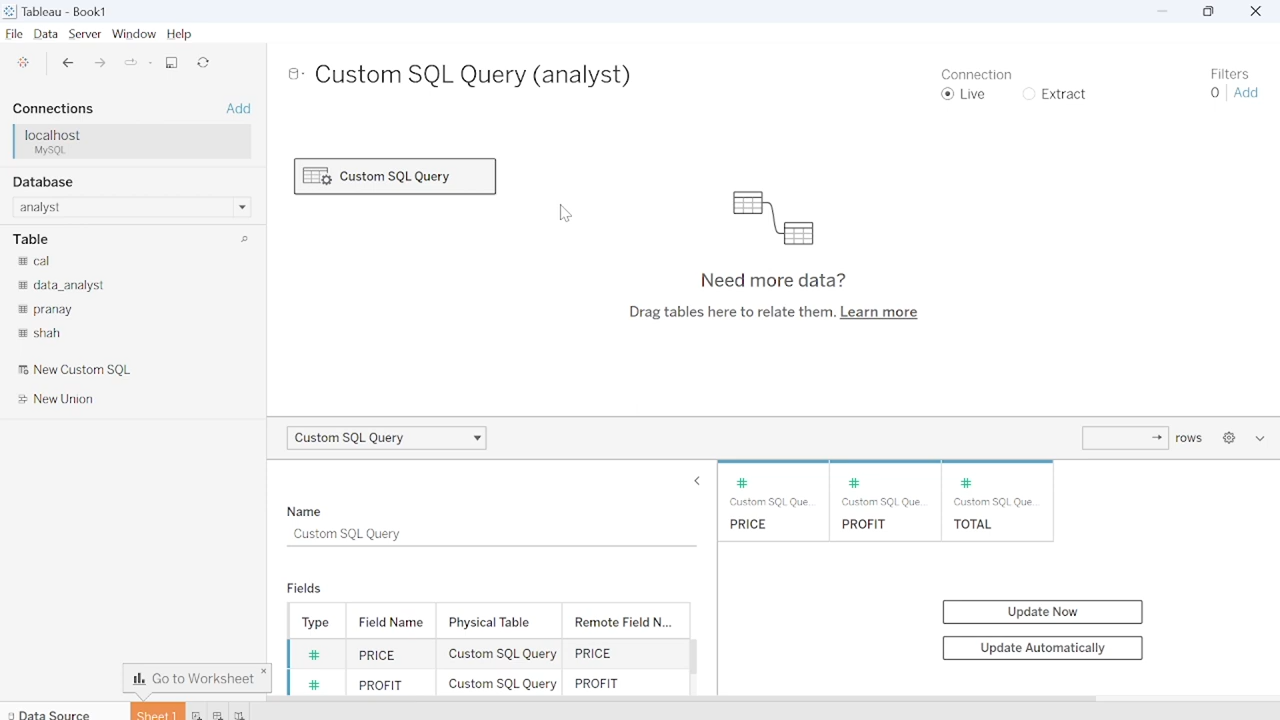 Tableau - Book1
File Data Server Window Help
Connections Add
localhost
MySQL
Database
analyst
Table
cal
data_analyst
pranay
shah
New Custom SQL
New Union
Custom SQL Query (analyst)
Connection
Live Extract
Filters
0 Add
Custom SQL Query
Need more data?
Drag tables here to relate them. Learn more
Custom SQL Query
rows
Name
Custom SQL Query
Fields
Type Field Name Physical Table Remote Field N...
PRICE Custom SQL Query PRICE
PROFIT Custom SQL Query PROFIT
Custom SQL Que... Custom SQL Que... Custom SQL Que...
PRICE PROFIT TOTAL
Update Now
Update Automatically
Go to Worksheet
Data Source Sheet 1